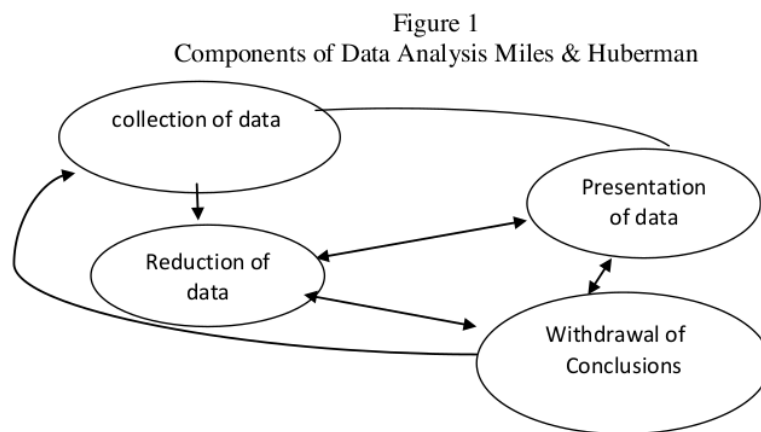 Figure 1
Components of Data Analysis Miles & Huberman
collection of data
Presentation
of data
Reduction of
data
Withdrawal of
Conclusions